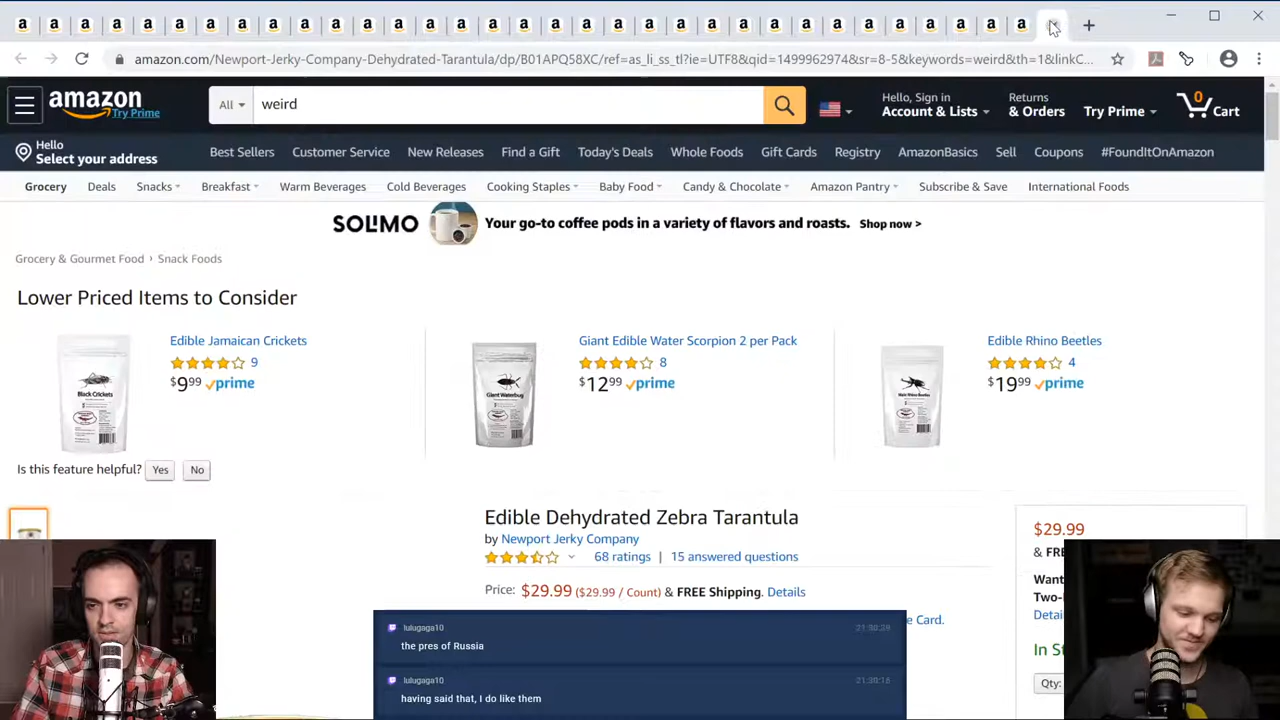 amazon.com/Newport-Jerky-Company-Dehydrated-Tarantula/dp/B01APQ58XC/ref=as_li_ss_tl?ie=UTF8&qid=1499962974&sr=8-5&keywords=weird&th=1&linkC...
amazon
Try Prime
All
weird
Hello, Sign in
Account & Lists
Returns
& Orders
Try Prime
0
Cart
Hello
Select your address
Best Sellers
Customer Service
New Releases
Find a Gift
Today's Deals
Whole Foods
Gift Cards
Registry
AmazonBasics
Sell
Coupons
#FoundItOnAmazon
Grocery
Deals
Snacks
Breakfast
Warm Beverages
Cold Beverages
Cooking Staples
Baby Food
Candy & Chocolate
Amazon Pantry
Subscribe & Save
International Foods
SOLIMO
Your go-to coffee pods in a variety of flavors and roasts. Shop now >
Grocery & Gourmet Food › Snack Foods
Lower Priced Items to Consider
Edible Jamaican Crickets
9
$9.99 prime
Black Crickets
Giant Edible Water Scorpion 2 per Pack
8
$12.99 prime
Giant Waterbug
Edible Rhino Beetles
4
$19.99 prime
Is this feature helpful? Yes No
Edible Dehydrated Zebra Tarantula
by Newport Jerky Company
68 ratings | 15 answered questions
Price: $29.99 ($29.99 / Count) & FREE Shipping. Details
e Card.
$29.99
& FRE
Want
Two-
Detai
In St
Qty:
lulugaga10
21:30:39
the pres of Russia
lulugaga10
21:30:16
having said that, I do like them